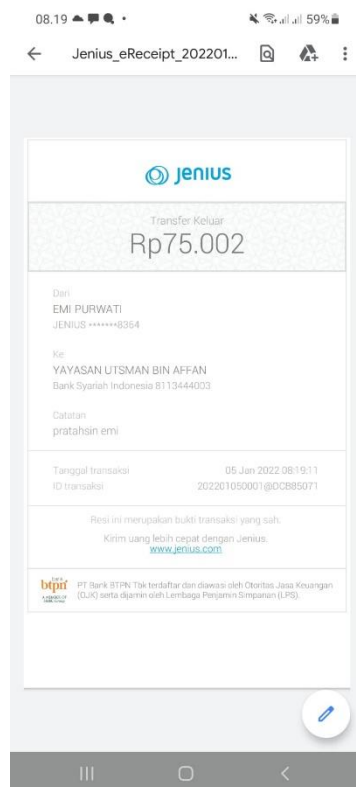 08.19
59%
Jenius_eReceipt_202201...
jenius
Transfer Keluar
Rp75.002
Dari
EMI PURWATI
JENIUS •••••••8364
Ke
YAYASAN UTSMAN BIN AFFAN
Bank Syariah Indonesia 8113444003
Catatan
pratahsin emi
Tanggal transaksi 05 Jan 2022 08:19:11
ID transaksi 202201050001@DC885071
Resi ini merupakan bukti transaksi yang sah.
Kirim uang lebih cepat dengan Jenius.
www.jenius.com
btpn PT Bank BTPN Tbk terdaftar dan diawasi oleh Otoritas Jasa Keuangan
(OJK) serta dijamin oleh Lembaga Penjamin Simpanan (LPS).